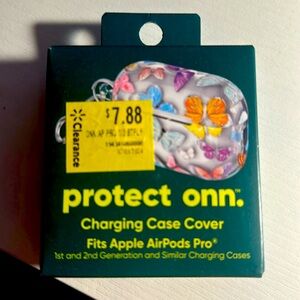 $7.88
Clearance
protect onn.™
Charging Case Cover
Fits Apple AirPods Pro®
1st and 2nd Generation and Similar Charging Cases